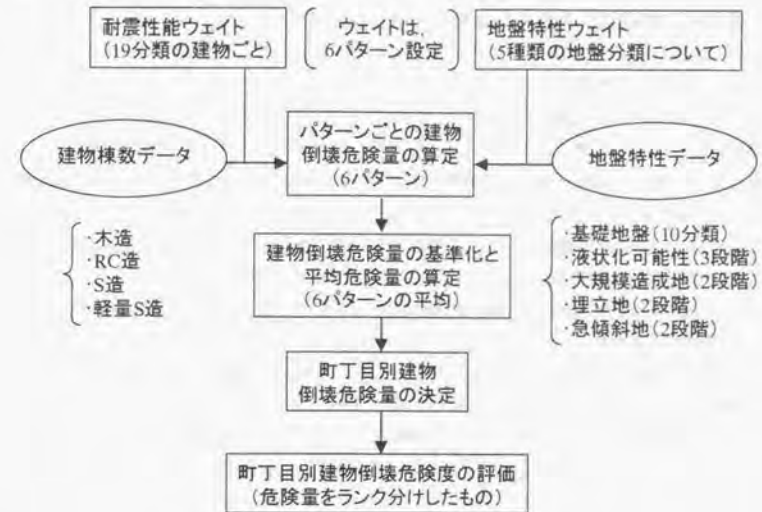 耐震性能ウェイト
(19分類の建物ごと)
ウェイトは,
6パターン設定
地盤特性ウェイト
(5種類の地盤分類について)
建物棟数データ
パターンごとの建物
倒壊危険量の算定
(6パターン)
地盤特性データ
・木造
・RC造
・S造
・軽量S造
建物倒壊危険量の基準化と
平均危険量の算定
(6パターンの平均)
・基礎地盤(10分類)
・液状化可能性(3段階)
・大規模造成地(2段階)
・埋立地(2段階)
・急傾斜地(2段階)
町丁目別建物
倒壊危険量の決定
町丁目別建物倒壊危険度の評価
(危険量をランク分けしたもの)